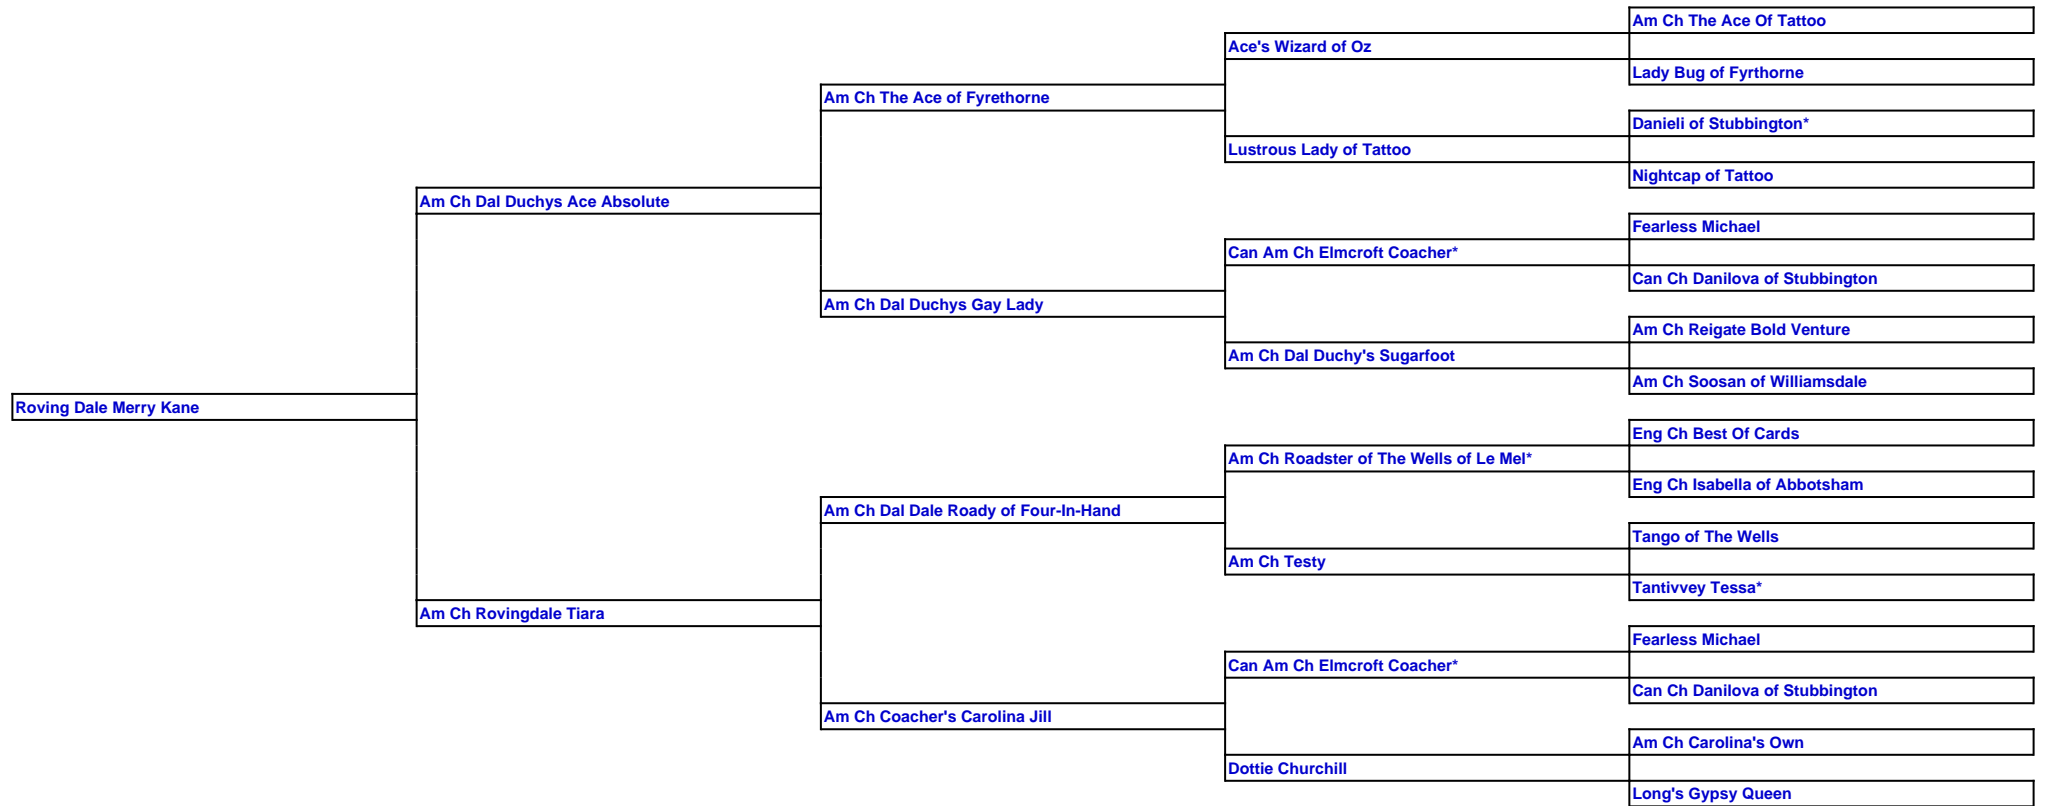 Am Ch The Ace Of Tattoo
Ace's Wizard of Oz
Lady Bug of Fyrthorne
Am Ch The Ace of Fyrethorne
Danieli of Stubbington*
Lustrous Lady of Tattoo
Nightcap of Tattoo
Am Ch Dal Duchys Ace Absolute
Fearless Michael
Can Am Ch Elmcroft Coacher*
Can Ch Danilova of Stubbington
Am Ch Dal Duchys Gay Lady
Am Ch Reigate Bold Venture
Am Ch Dal Duchy's Sugarfoot
Am Ch Soosan of Williamsdale
Roving Dale Merry Kane
Eng Ch Best Of Cards
Am Ch Roadster of The Wells of Le Mel*
Eng Ch Isabella of Abbotsham
Am Ch Dal Dale Roady of Four-In-Hand
Tango of The Wells
Am Ch Testy
Tantivvey Tessa*
Am Ch Rovingdale Tiara
Fearless Michael
Can Am Ch Elmcroft Coacher*
Can Ch Danilova of Stubbington
Am Ch Coacher's Carolina Jill
Am Ch Carolina's Own
Dottie Churchill
Long's Gypsy Queen